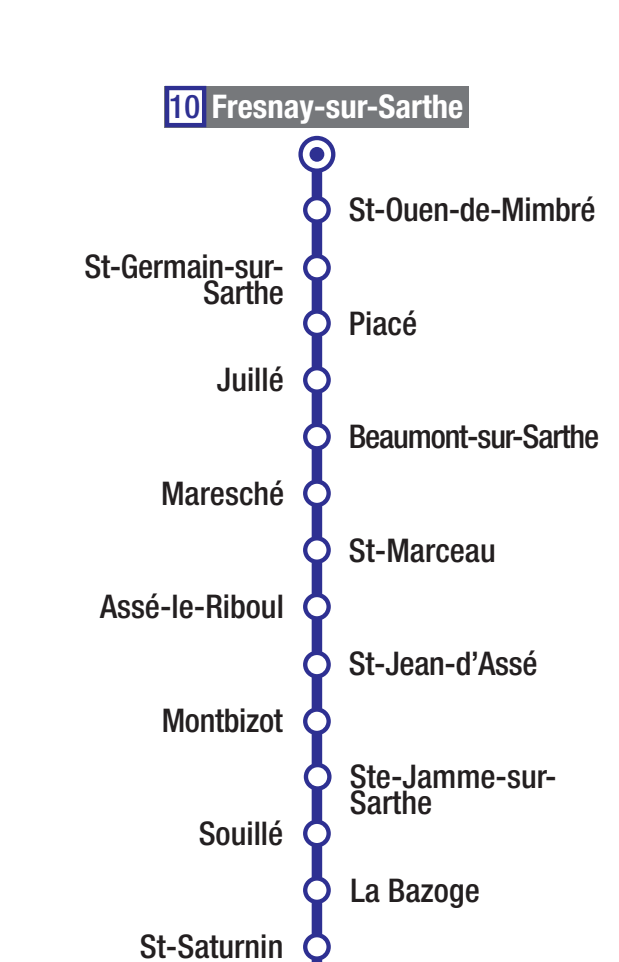 10 Fresnay-sur-Sarthe
St-Ouen-de-Mimbré
St-Germain-sur-
Sarthe
Piacé
Juillé
Beaumont-sur-Sarthe
Maresché
St-Marceau
Assé-le-Riboul
St-Jean-d’Assé
Montbizot
Ste-Jamme-sur-
Sarthe
Souillé
La Bazoge
St-Saturnin